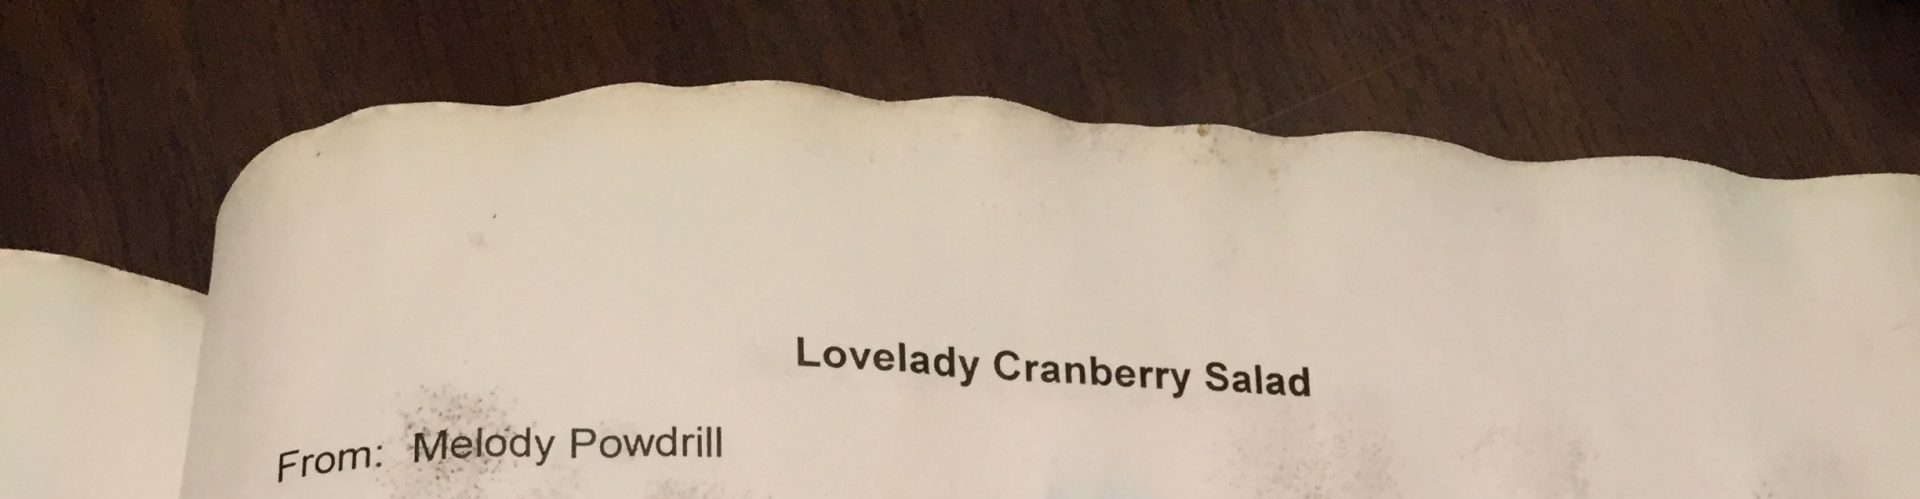 Lovelady Cranberry Salad
From: Melody Powdrill